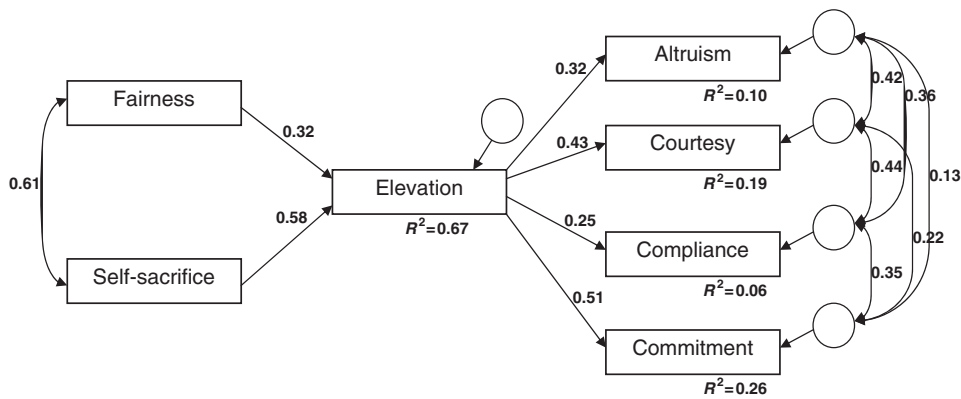 Fairness
Self-sacrifice
0.61
0.32
0.58
Elevation
R²=0.67
0.32
0.43
0.25
0.51
Altruism
R²=0.10
Courtesy
R²=0.19
Compliance
R²=0.06
Commitment
R²=0.26
0.42
0.36
0.44
0.13
0.22
0.35